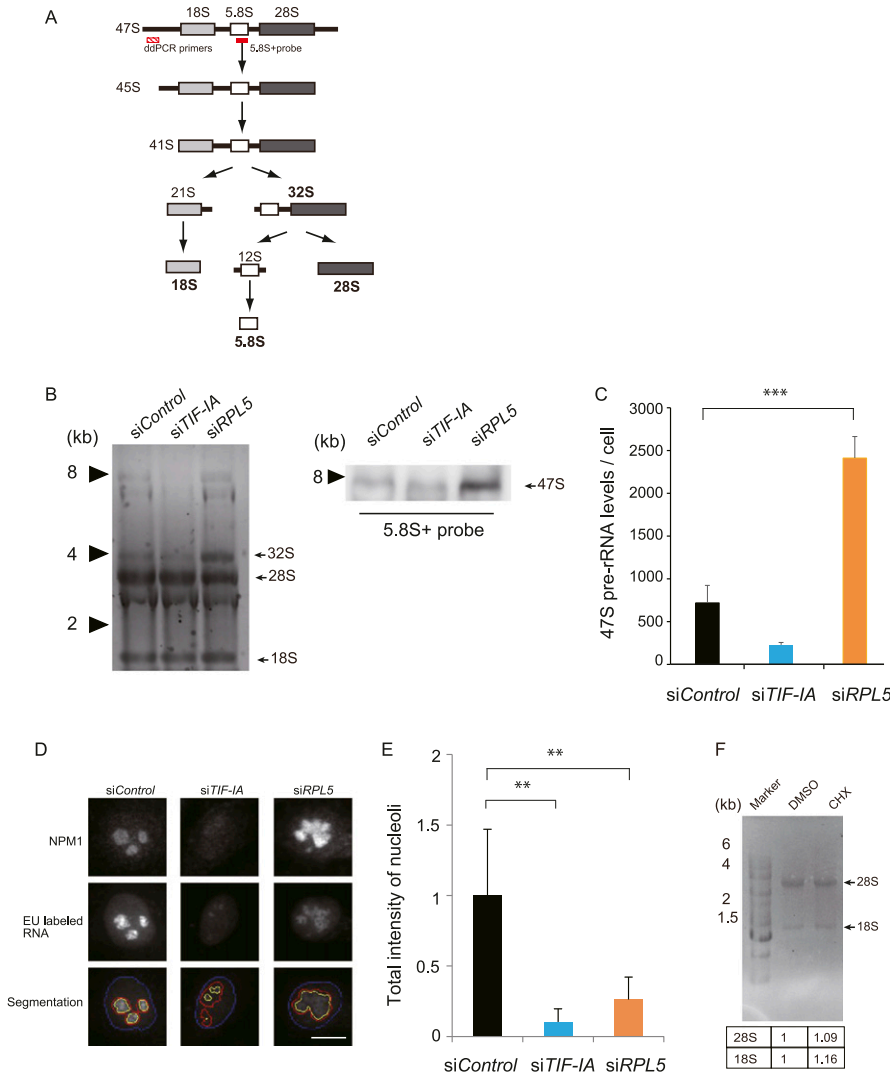 A
18S 5.8S 28S
47S
ddPCR primers 5.8S+probe
45S
41S
21S 32S
12S
18S 28S
5.8S
B
(kb) siControl siTIF-IA siRPL5
8
4
2
32S
28S
18S
siControl siTIF-IA siRPL5
(kb)
8
47S
5.8S+ probe
C
***
47S pre-rRNA levels / cell
3000
2500
2000
1500
1000
500
0
siControl siTIF-IA siRPL5
D
siControl siTIF-IA siRPL5
NPM1
EU labeled
RNA
Segmentation
E
**
**
Total intensity of nucleoli
2
1.5
1
0.5
0
siControl siTIF-IA siRPL5
F
(kb) Marker DMSO CHX
6
4
2
1.5
28S
18S
28S 1 1.09
18S 1 1.16